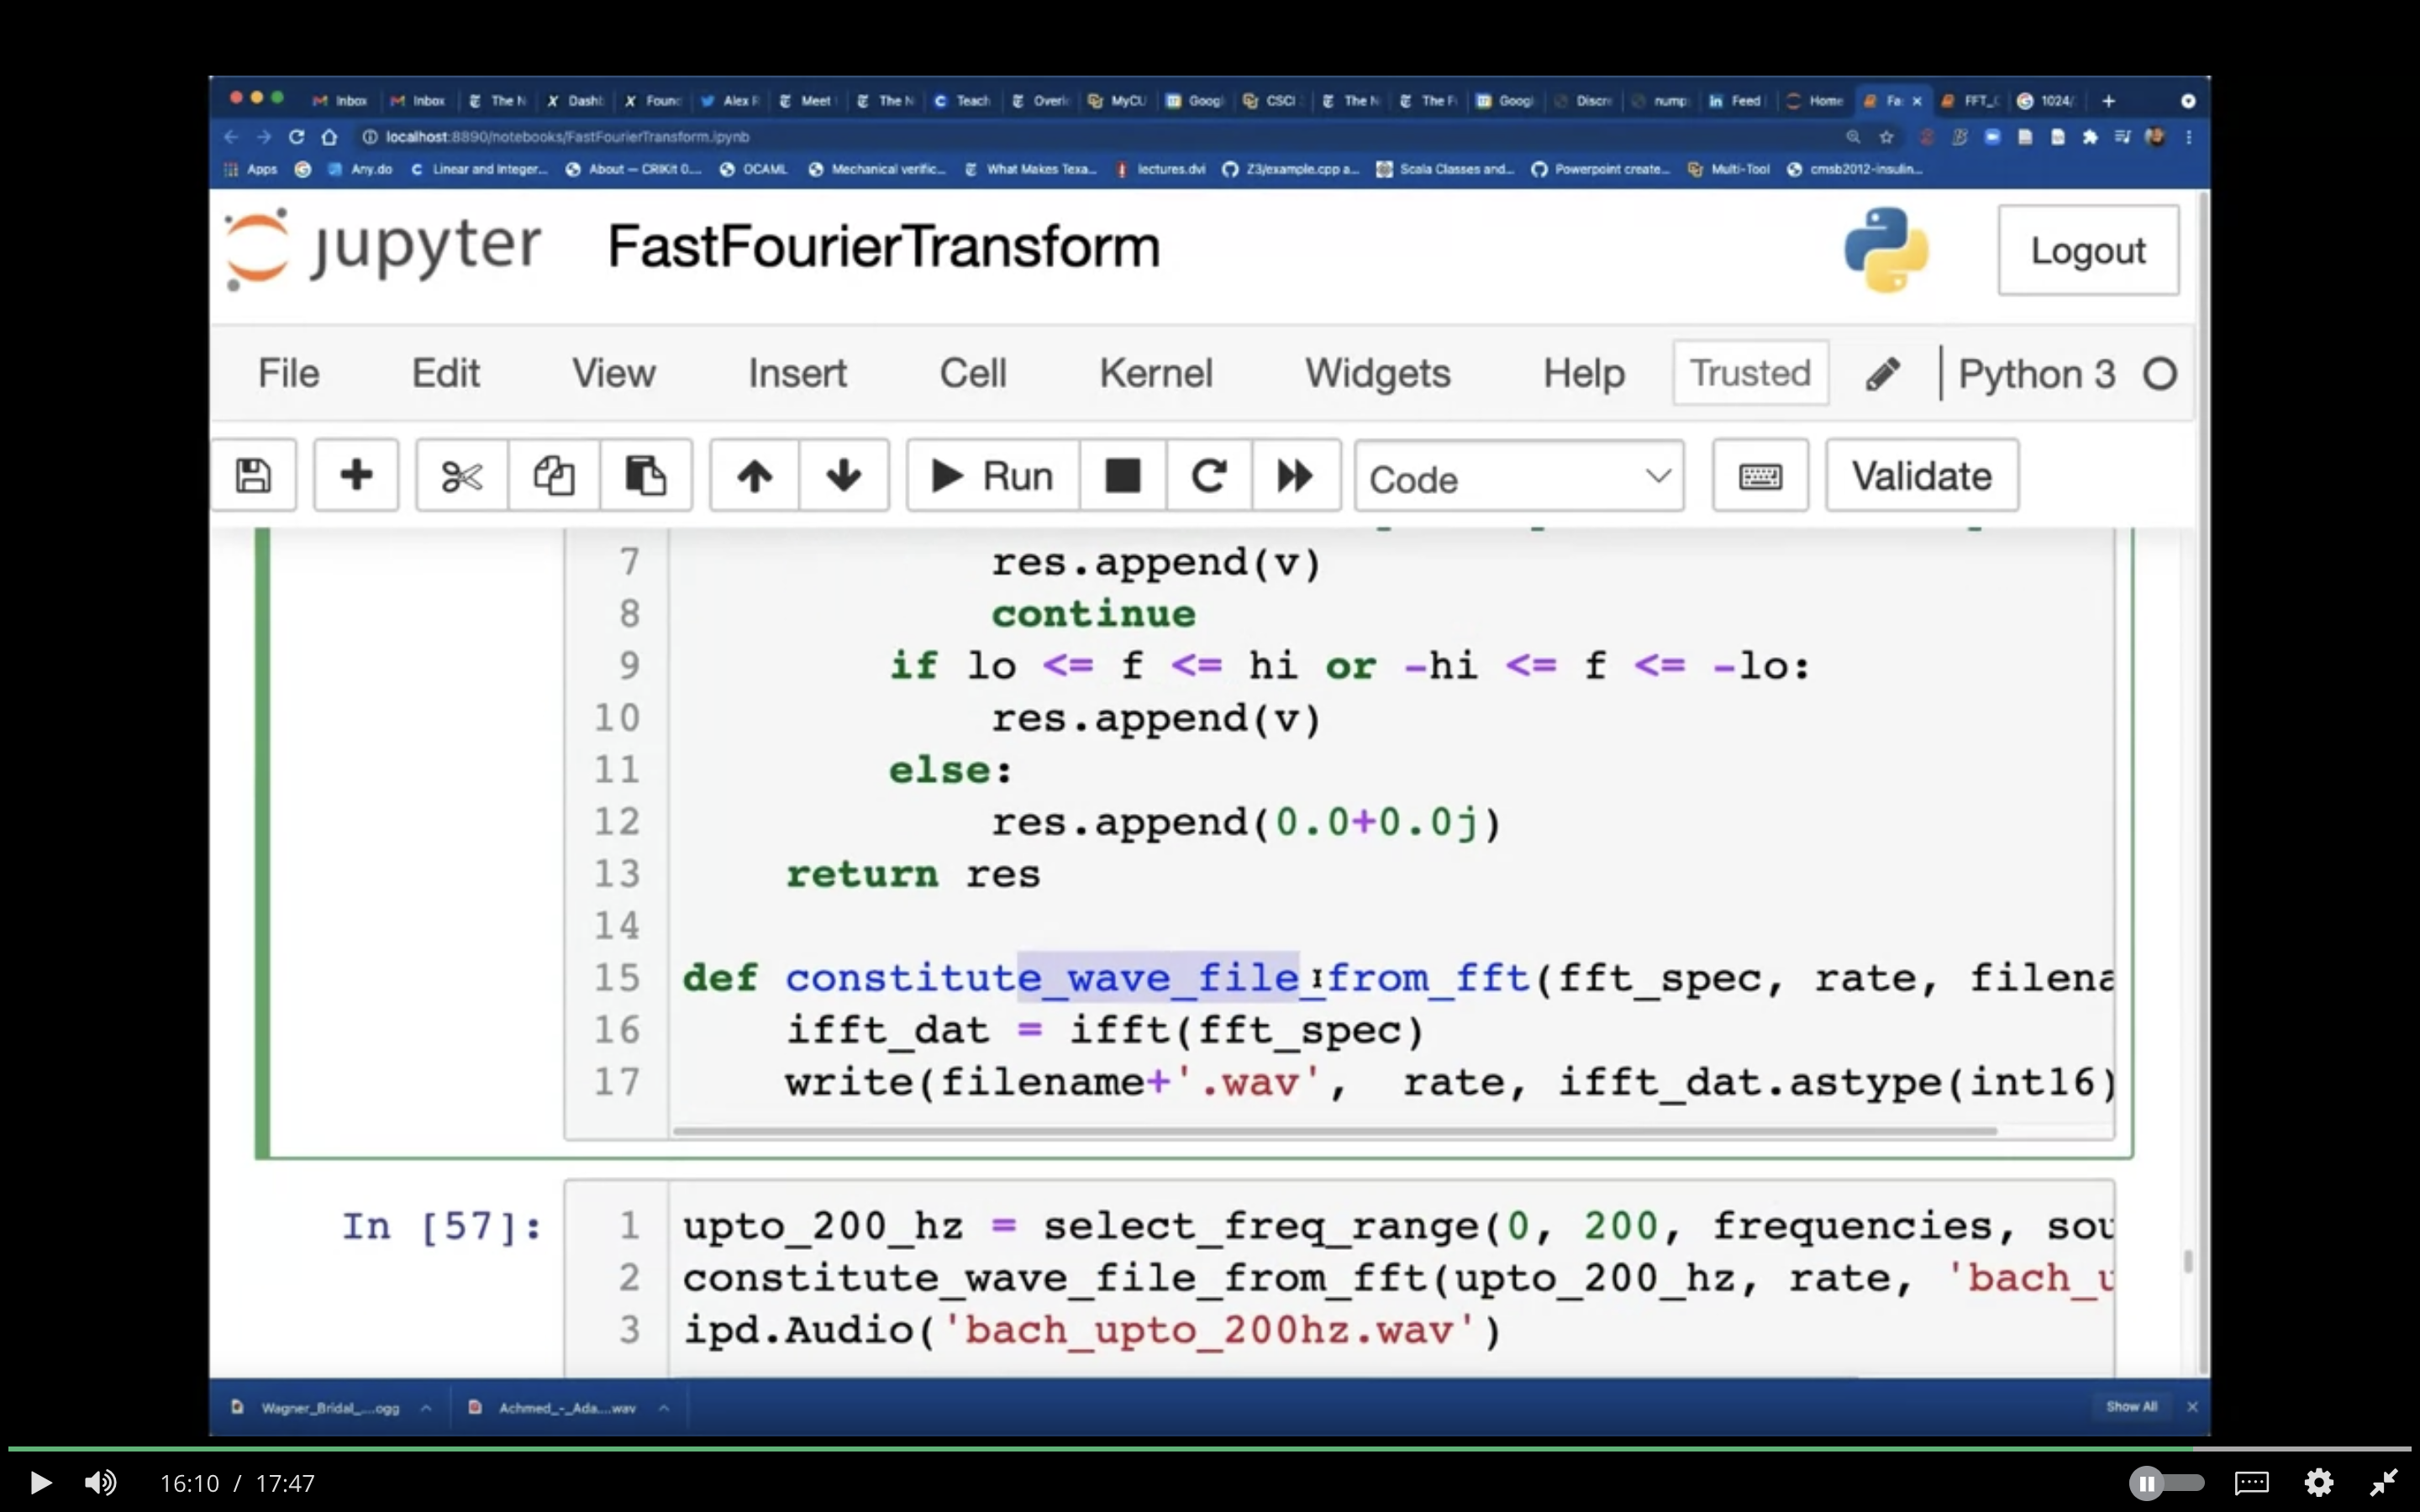 Inbox Inbox The N Dashb Found Alex R Meet The N Teach Overl MyCU Googl CSCI The N The Fi Googl Discre nump Feed Home Fa FFT_C 1024/
localhost:8890/notebooks/FastFourierTransform.ipynb
Apps Any.do Linear and Integer... About — CRIKit 0.... OCAML Mechanical verific... What Makes Texa... lectures.dvi Z3/example.cpp a... Scala Classes and... Powerpoint create... Multi-Tool cmsb2012-insulin...
jupyter FastFourierTransform Logout
File Edit View Insert Cell Kernel Widgets Help Trusted Python 3
Run Code Validate
7 res.append(v)
8 continue
9 if lo <= f <= hi or -hi <= f <= -lo:
10 res.append(v)
11 else:
12 res.append(0.0+0.0j)
13 return res
14
15 def constitute_wave_file_from_fft(fft_spec, rate, filena
16 ifft_dat = ifft(fft_spec)
17 write(filename+'.wav', rate, ifft_dat.astype(int16)
In [57]: 1 upto_200_hz = select_freq_range(0, 200, frequencies, sou
2 constitute_wave_file_from_fft(upto_200_hz, rate, 'bach_u
3 ipd.Audio('bach_upto_200hz.wav')
Wagner_Bridal_....ogg Achmed_-_Ada....wav Show All
16:10 / 17:47